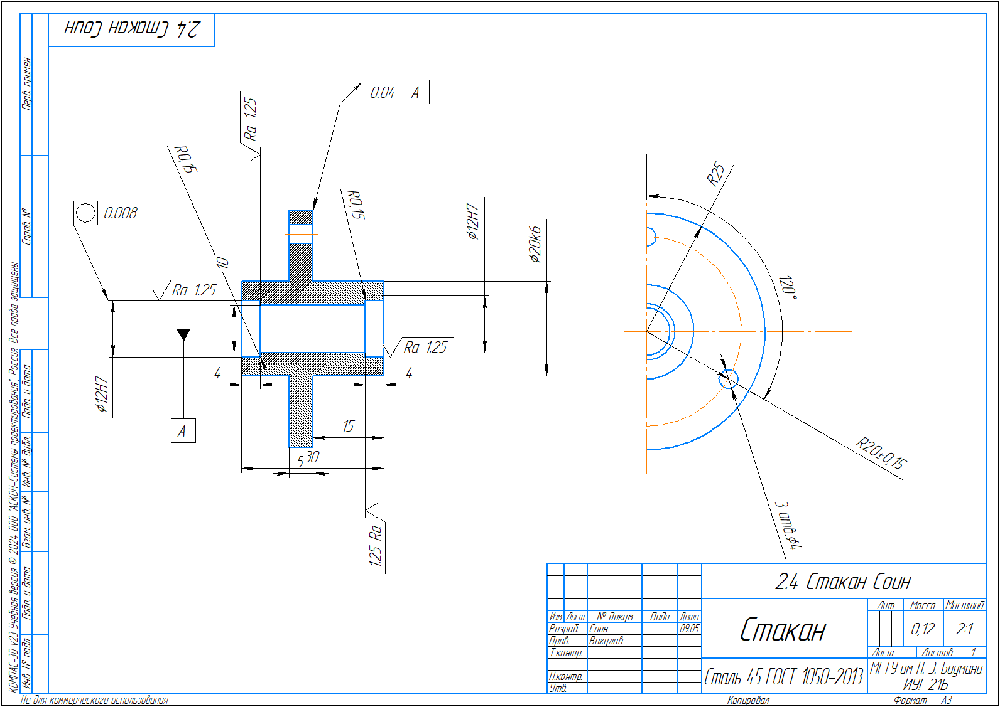 2.4 Стакан Соин
Перв. примен.
Справ. №
Подп. и дата
Инв. № дубл.
Взам. инв. №
Подп. и дата
Инв. № подл.
КОМПАС-3D v23 Учебная версия © 2024 ООО "АСКОН-Системы проектирования", Россия. Все права защищены.
0.04 A
Ra 1.25
R0,15
0.008
R0,15
⌀12H7
⌀20k6
10
Ra 1.25
Ra 1.25
4
4
⌀12H7
A
15
30
5
1.25 Ra
R25
120°
R20±0,15
3 отв.⌀4
2.4 Стакан Соин
Лит. Масса Масштаб
Изм. Лист № докум. Подп. Дата
Разраб. Соин 09.05
Пров. Викулов
Т.контр.
Н.контр.
Утв.
Стакан
0,12 2:1
Лист Листов 1
Сталь 45 ГОСТ 1050-2013
МГТУ им Н. Э. Баумана
ИУ!-21Б
Не для коммерческого использования
Копировал
Формат A3